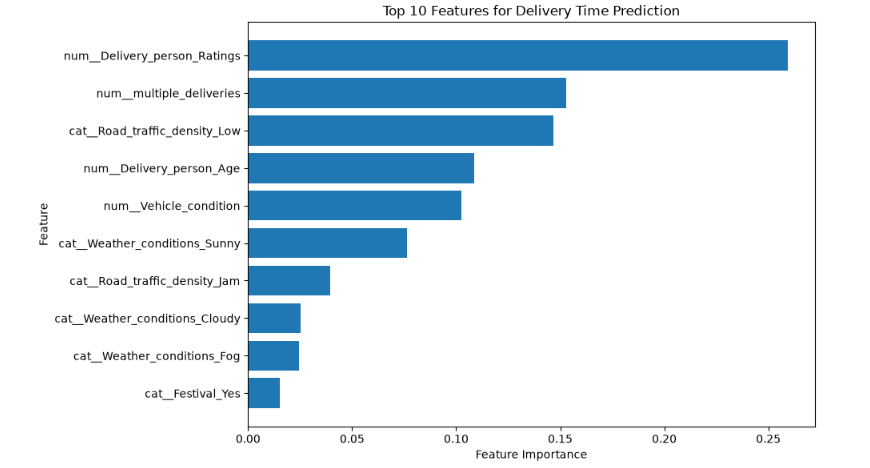 Top 10 Features for Delivery Time Prediction
num__Delivery_person_Ratings
num__multiple_deliveries
cat__Road_traffic_density_Low
num__Delivery_person_Age
num__Vehicle_condition
cat__Weather_conditions_Sunny
cat__Road_traffic_density_Jam
cat__Weather_conditions_Cloudy
cat__Weather_conditions_Fog
cat__Festival_Yes
Feature
0.00 0.05 0.10 0.15 0.20 0.25
Feature Importance